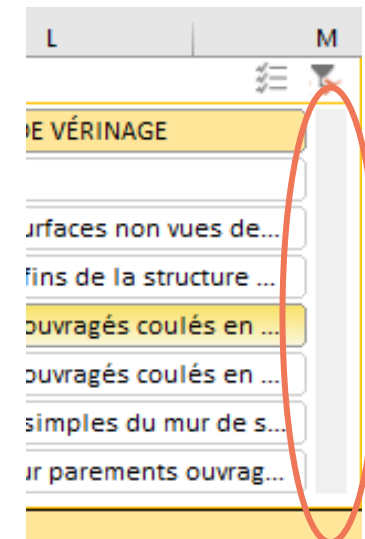 L M
DE VÉRINAGE
urfaces non vues de...
fins de la structure ...
ouvragés coulés en ...
ouvragés coulés en ...
simples du mur de s...
ur parements ouvrag...